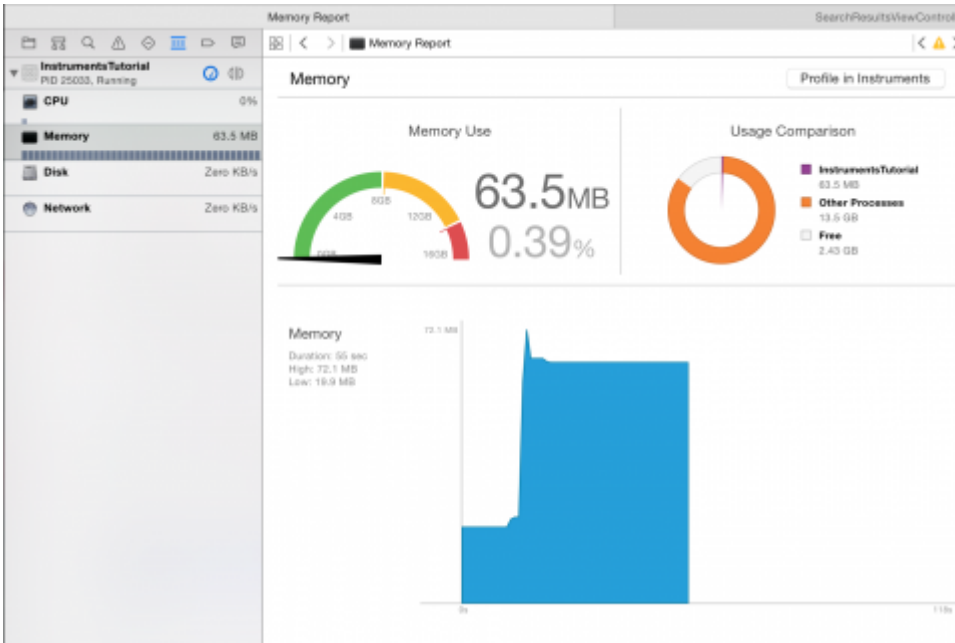 Memory Report
SearchResultsViewControl
Memory Report
InstrumentsTutorial
PID 25033, Running
CPU 0%
Memory 63.5 MB
Disk Zero KB/s
Network Zero KB/s
Memory
Profile in Instruments
Memory Use
4GB
8GB
12GB
16GB
63.5MB
0.39%
Usage Comparison
InstrumentsTutorial
63.5 MB
Other Processes
13.5 GB
Free
2.43 GB
Memory
Duration: 55 sec
High: 72.1 MB
Low: 19.9 MB
72.1 MB
0s
118s